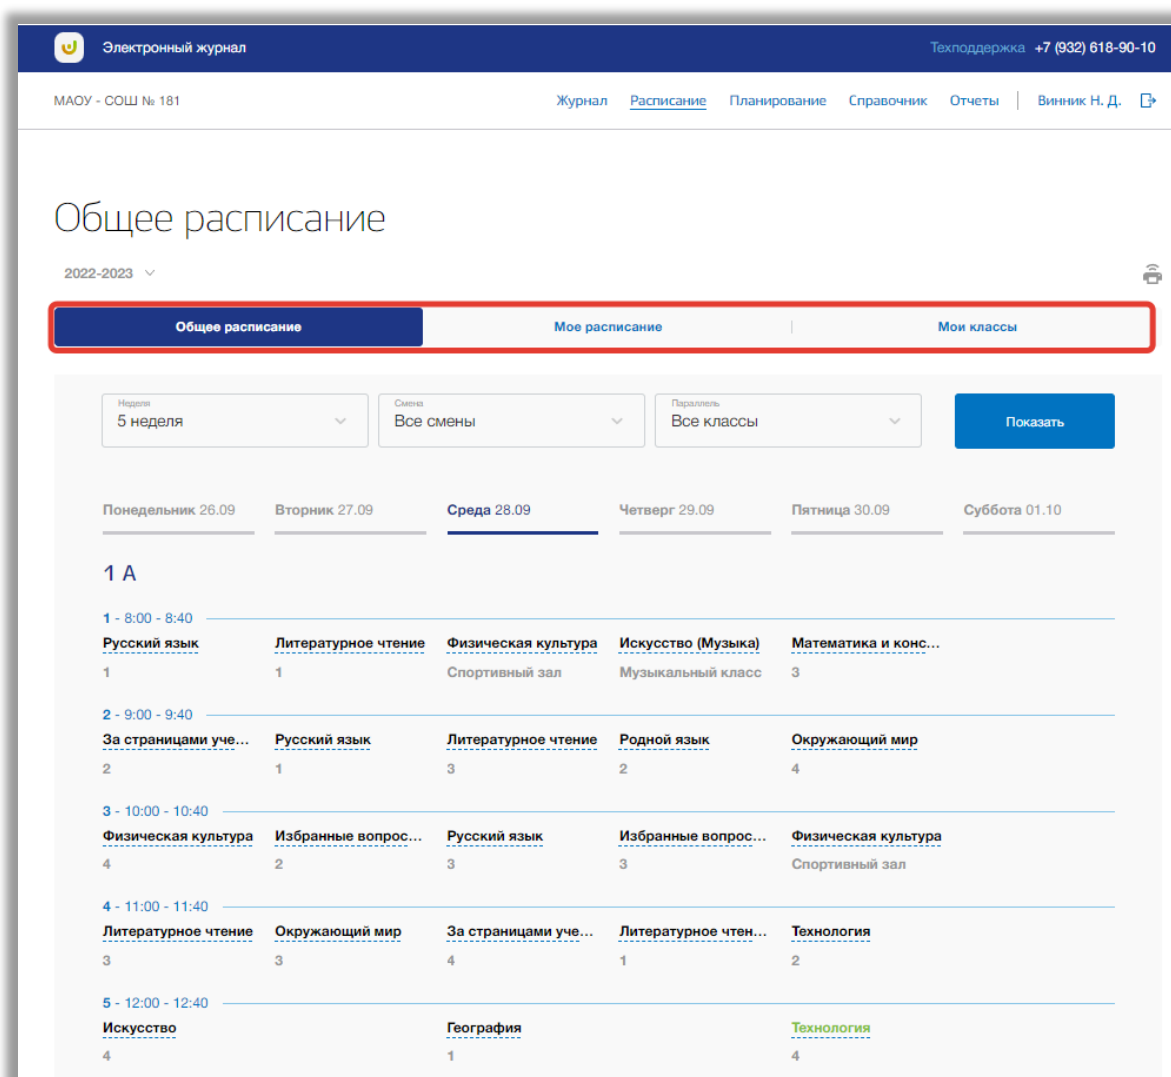 Электронный журнал Техподдержка +7 (932) 618-90-10
МАОУ - СОШ № 181 Журнал Расписание Планирование Справочник Отчеты Винник Н. Д.
Общее расписание
2022-2023
Общее расписание Мое расписание Мои классы
Неделя Смена Параллель
5 неделя Все смены Все классы Показать
Понедельник 26.09 Вторник 27.09 Среда 28.09 Четверг 29.09 Пятница 30.09 Суббота 01.10
1 А
1 - 8:00 - 8:40
Русский язык Литературное чтение Физическая культура Искусство (Музыка) Математика и конс...
1 1 Спортивный зал Музыкальный класс 3
2 - 9:00 - 9:40
За страницами уче... Русский язык Литературное чтение Родной язык Окружающий мир
2 1 3 2 4
3 - 10:00 - 10:40
Физическая культура Избранные вопрос... Русский язык Избранные вопрос... Физическая культура
4 2 3 3 Спортивный зал
4 - 11:00 - 11:40
Литературное чтение Окружающий мир За страницами уче... Литературное чтен... Технология
3 3 4 1 2
5 - 12:00 - 12:40
Искусство География Технология
4 1 4